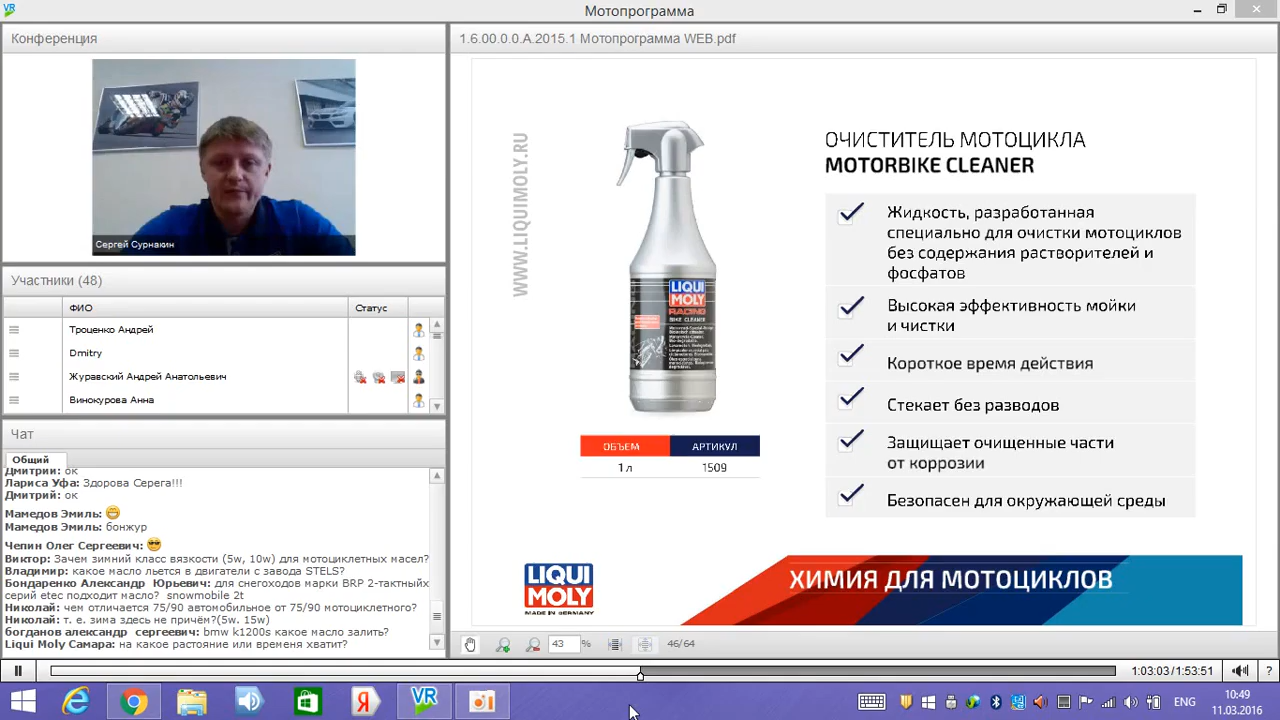 Мотопрограмма
Конференция
Сергей Сурнакин
Участники (48)
ФИО
Статус
Троценко Андрей
Dmitry
Журавский Андрей Анатольевич
Винокурова Анна
Чат
Общий
Дмитрий: ок
Лариса Уфа: Здорова Серега!!!
Дмитрий: ок
Мамедов Эмиль:
Мамедов Эмиль: бонжур
Чепин Олег Сергеевич:
Виктор: Зачем зимний класс вязкости (5w, 10w) для мотоциклетных масел?
Владимир: какое масло льется в двигатели с завода STELS?
Бондаренко Александр Юрьевич: для снегоходов марки BRP 2-тактныйх
серий etec подходит масло? snowmobile 2t
Николай: чем отличается 75/90 автомобильное от 75/90 мотоциклетного?
Николай: т. е. зима здесь не причём?(5w. 15w)
богданов александр сергеевич: bmw k1200s какое масло залить?
Liqui Moly Самара: на какое растояние или временя хватит?
1.6.00.0.0.A.2015.1 Мотопрограмма WEB.pdf
WWW.LIQUIMOLY.RU
LIQUI
MOLY
RACING
BIKE CLEANER
ОБЪЕМ
АРТИКУЛ
1 л
1509
ОЧИСТИТЕЛЬ МОТОЦИКЛА
MOTORBIKE CLEANER
Жидкость, разработанная
специально для очистки мотоциклов
без содержания растворителей и
фосфатов
Высокая эффективность мойки
и чистки
Короткое время действия
Стекает без разводов
Защищает очищенные части
от коррозии
Безопасен для окружающей среды
LIQUI
MOLY
MADE IN GERMANY
ХИМИЯ ДЛЯ МОТОЦИКЛОВ
43 %
46/64
1:03:03/1:53:51
?
VR
ENG
10:49
11.03.2016